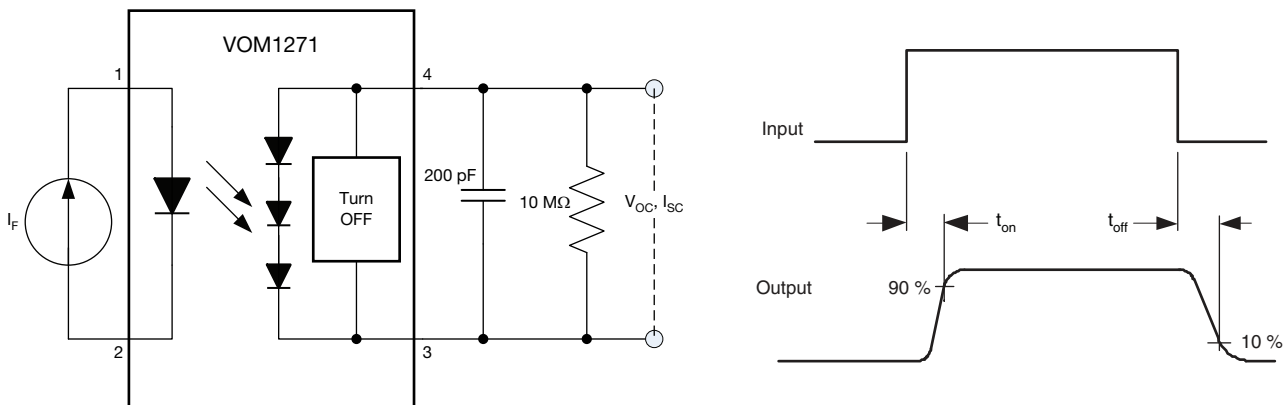 VOM1271
1
4
200 pF
10 MΩ
V_OC, I_SC
Turn
OFF
I_F
2
3
Input
t_on
t_off
Output
90 %
10 %